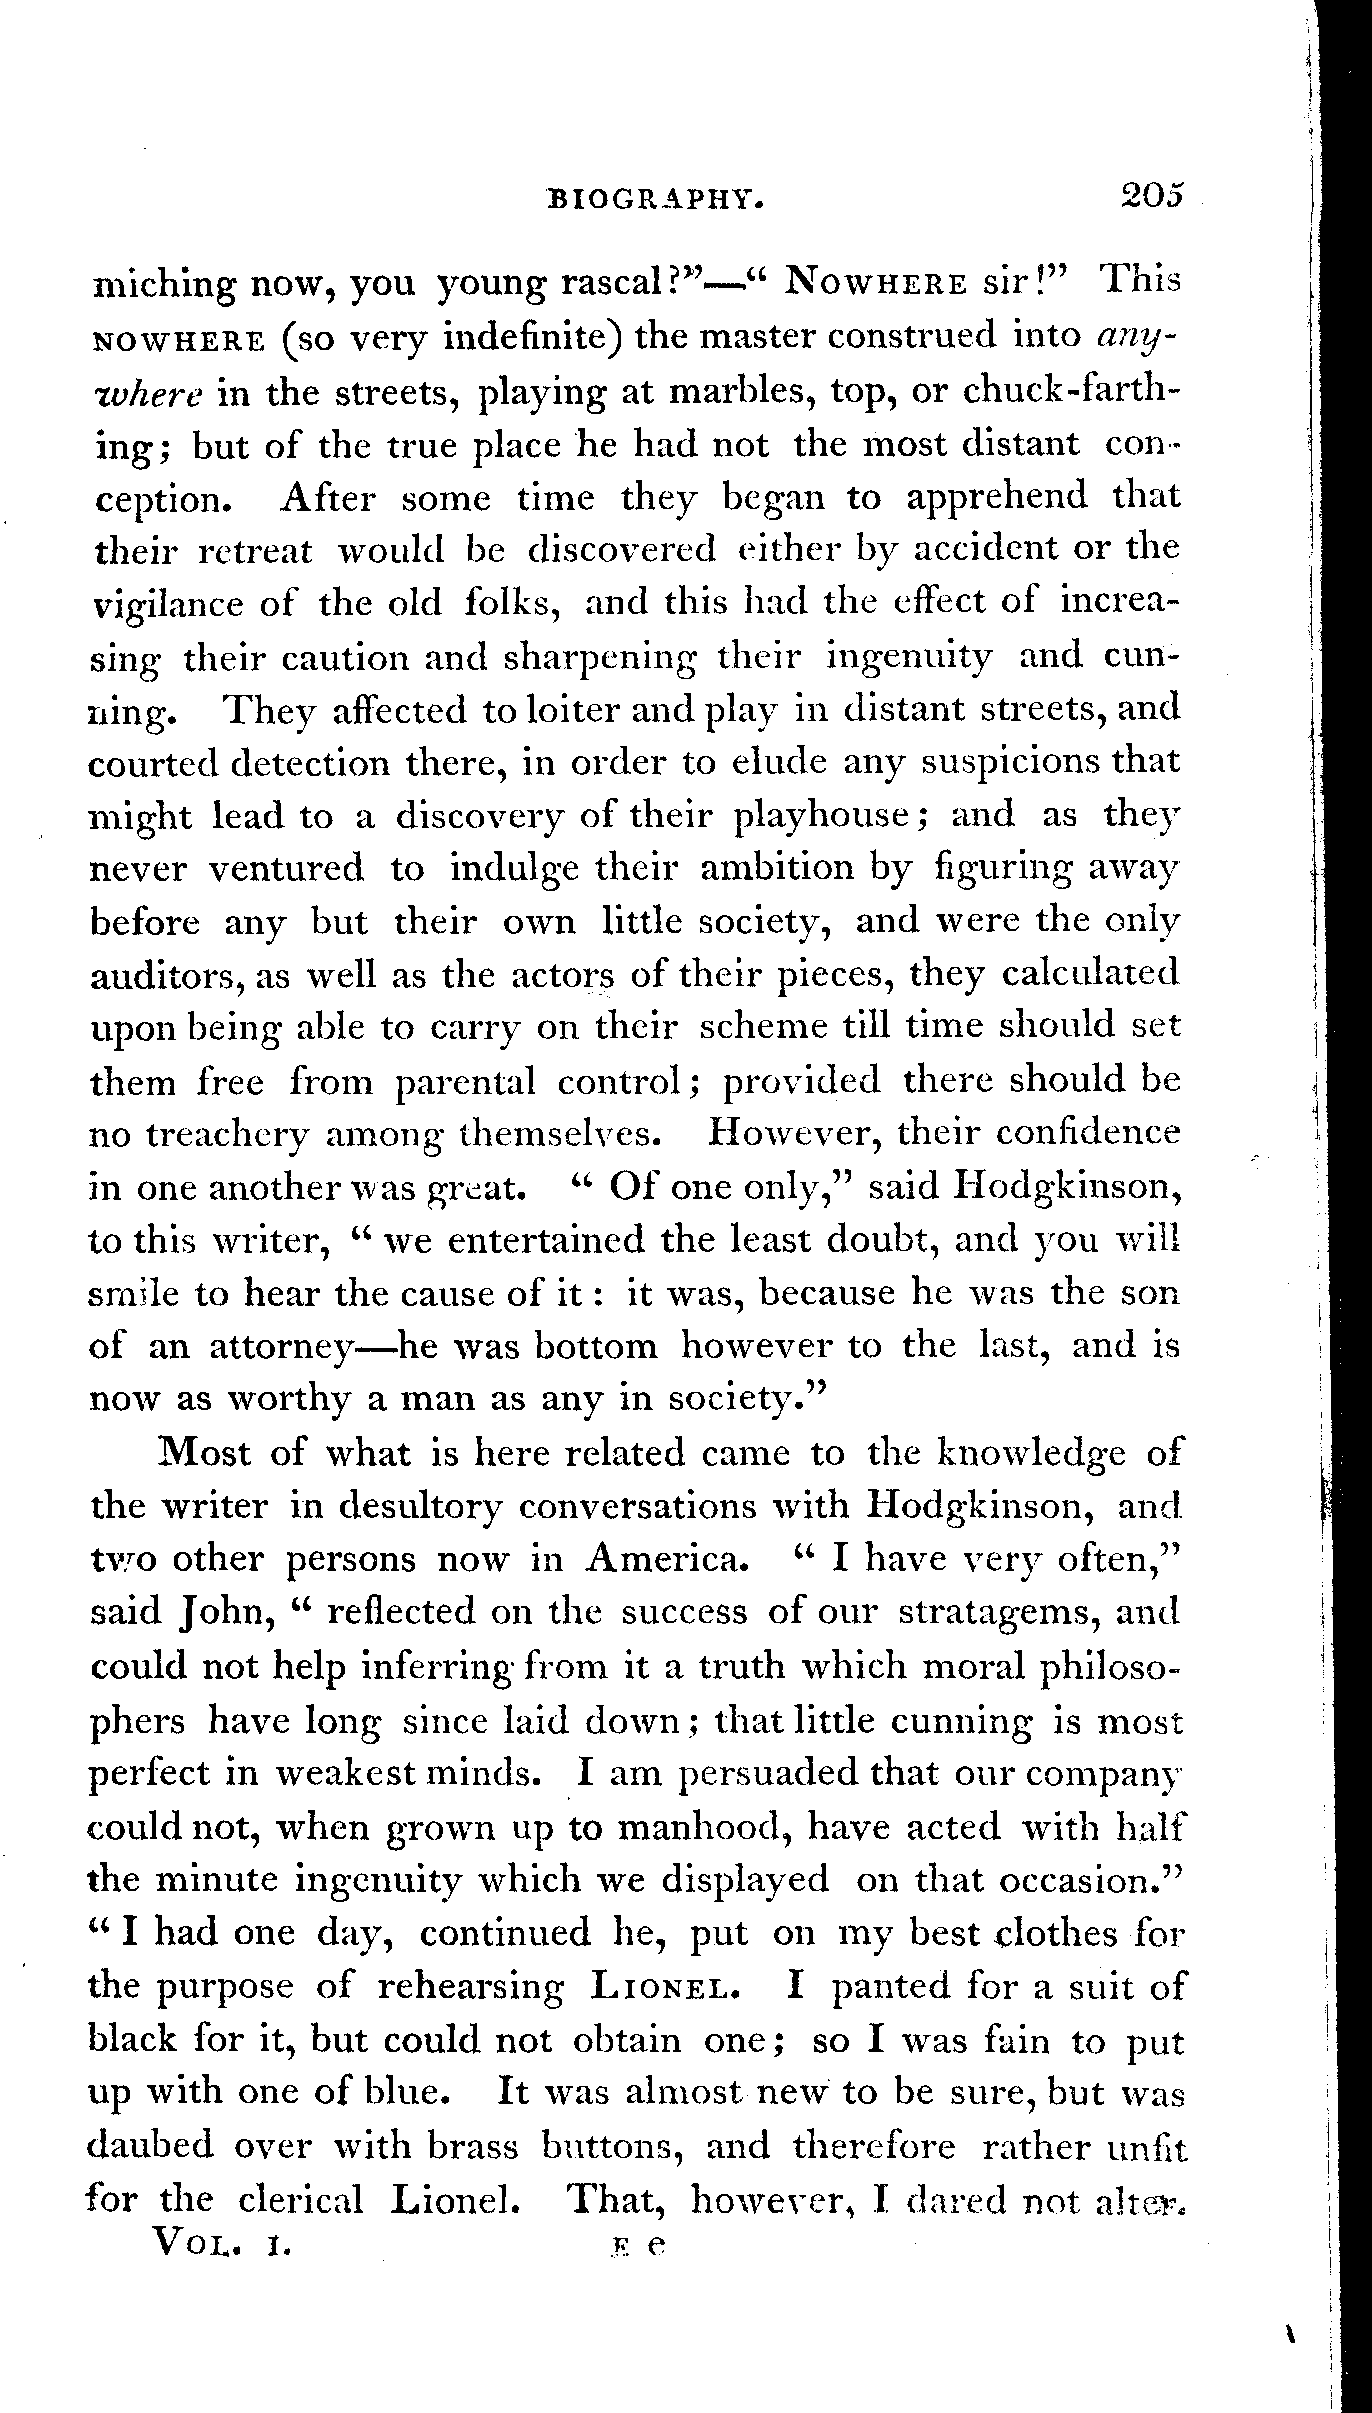 BIOGRAPHY. 205
miching now, you young rascal?"—" NOWHERE sir!" This
NOWHERE (so very indefinite) the master construed into any-
where in the streets, playing at marbles, top, or chuck-farth-
ing; but of the true place he had not the most distant con-
ception. After some time they began to apprehend that
their retreat would be discovered either by accident or the
vigilance of the old folks, and this had the effect of increa-
sing their caution and sharpening their ingenuity and cun-
ning. They affected to loiter and play in distant streets, and
courted detection there, in order to elude any suspicions that
might lead to a discovery of their playhouse; and as they
never ventured to indulge their ambition by figuring away
before any but their own little society, and were the only
auditors, as well as the actors of their pieces, they calculated
upon being able to carry on their scheme till time should set
them free from parental control; provided there should be
no treachery among themselves. However, their confidence
in one another was great. " Of one only," said Hodgkinson,
to this writer, " we entertained the least doubt, and you will
smile to hear the cause of it : it was, because he was the son
of an attorney—he was bottom however to the last, and is
now as worthy a man as any in society."
Most of what is here related came to the knowledge of
the writer in desultory conversations with Hodgkinson, and
two other persons now in America. " I have very often,"
said John, " reflected on the success of our stratagems, and
could not help inferring from it a truth which moral philoso-
phers have long since laid down; that little cunning is most
perfect in weakest minds. I am persuaded that our company
could not, when grown up to manhood, have acted with half
the minute ingenuity which we displayed on that occasion."
" I had one day, continued he, put on my best clothes for
the purpose of rehearsing LIONEL. I panted for a suit of
black for it, but could not obtain one; so I was fain to put
up with one of blue. It was almost new to be sure, but was
daubed over with brass buttons, and therefore rather unfit
for the clerical Lionel. That, however, I dared not alter.
VOL. I. E e